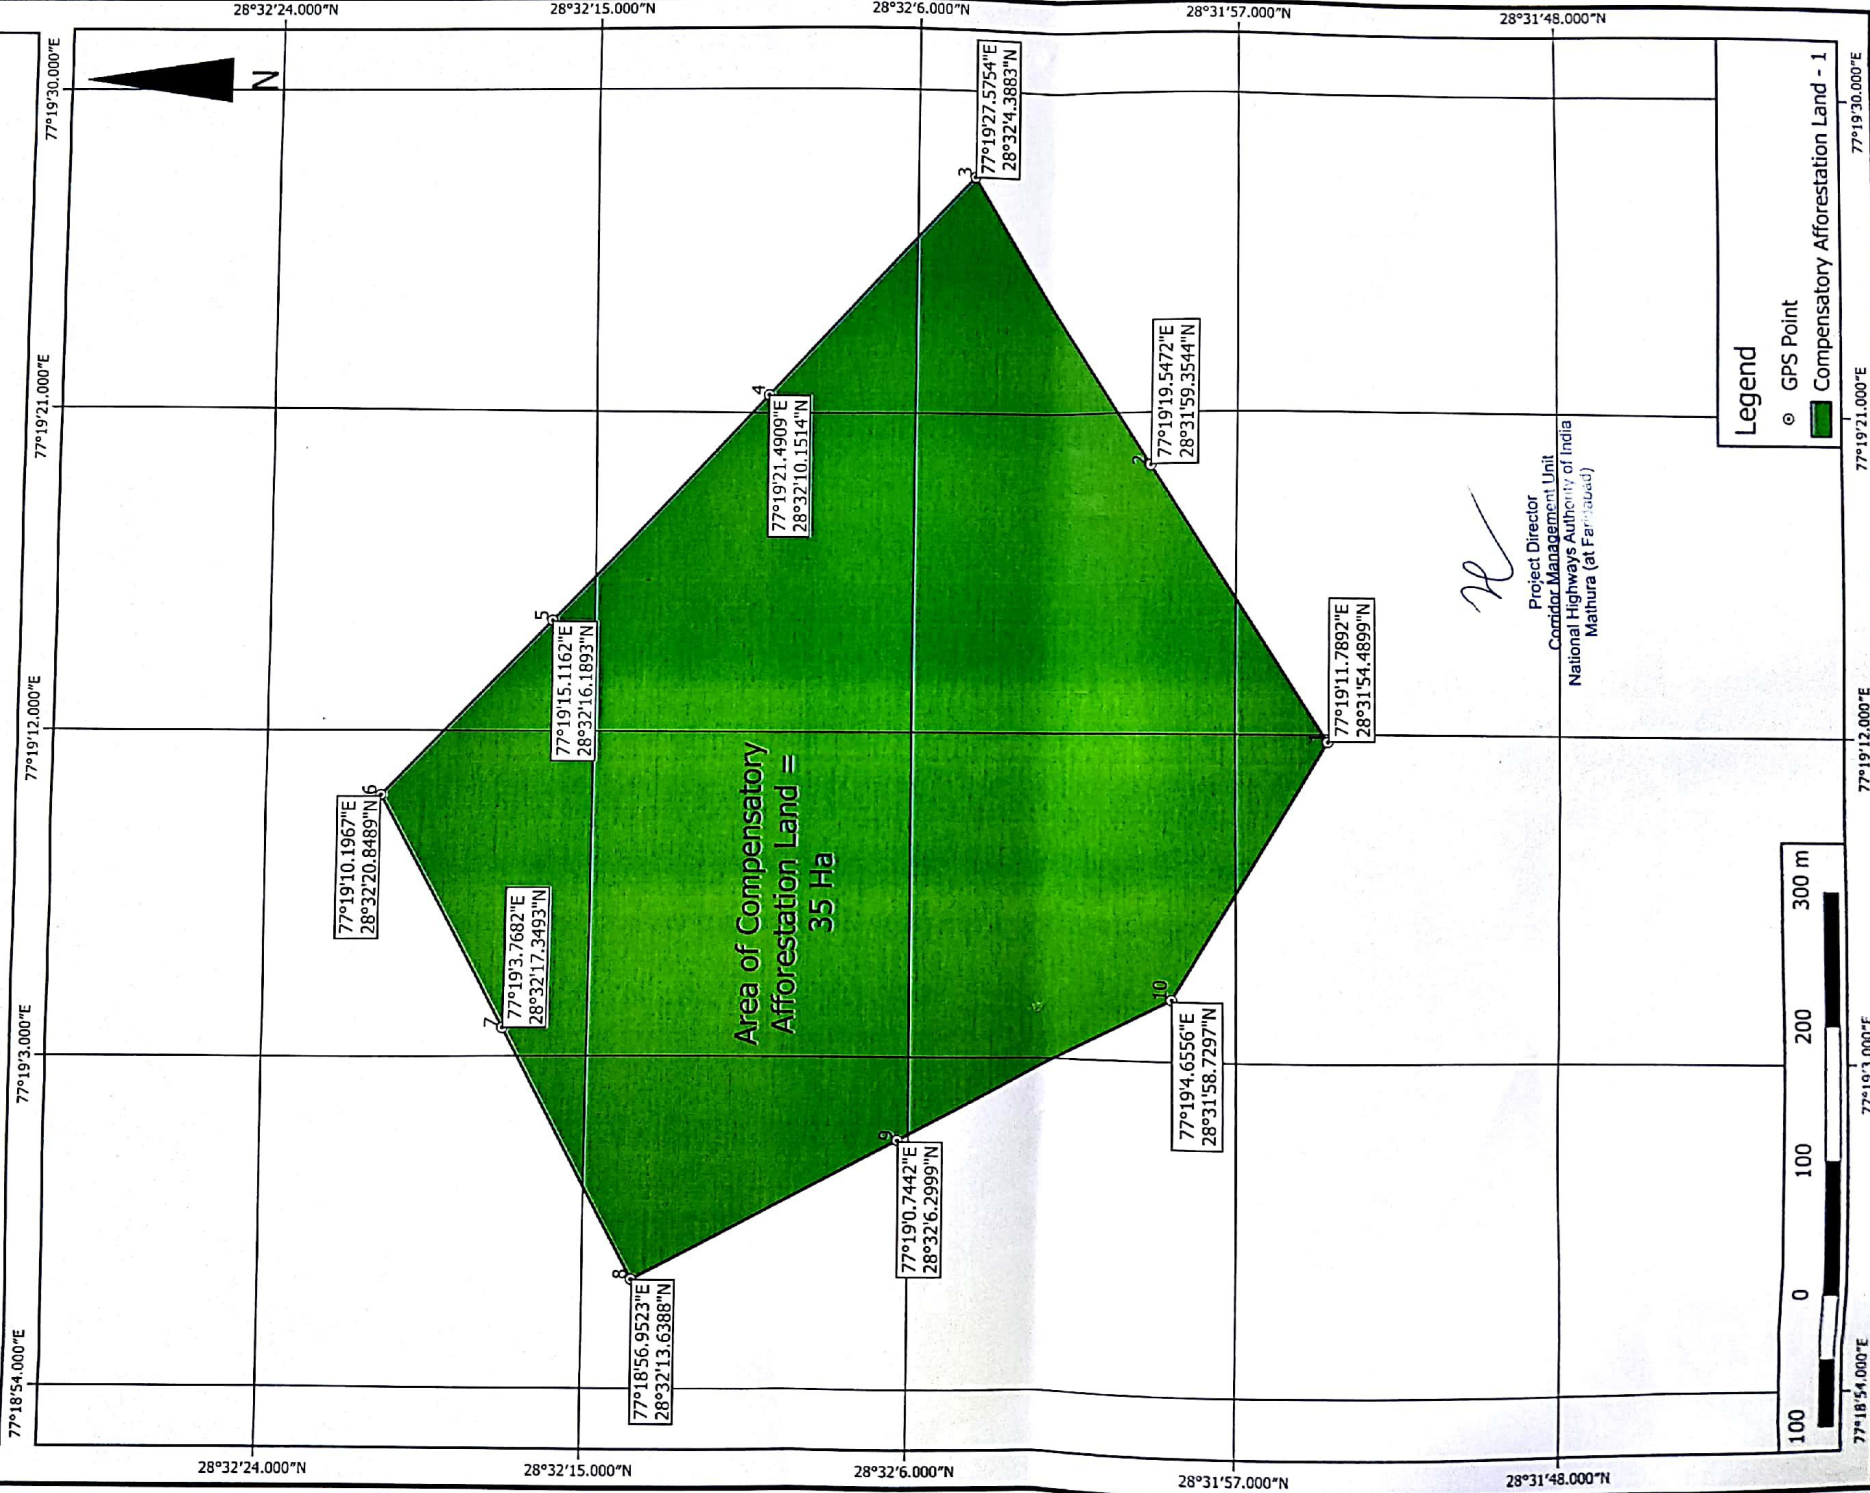 28°32'24.000"N
28°32'15.000"N
28°32'6.000"N
28°31'57.000"N
28°31'48.000"N
77°18'54.000"E
77°19'3.000"E
77°19'12.000"E
77°19'21.000"E
77°19'30.000"E
N
6
77°19'10.1967"E
28°32'20.8489"N
7
77°19'3.7682"E
28°32'17.3493"N
5
77°19'15.1162"E
28°32'16.1893"N
8
77°18'56.9523"E
28°32'13.6388"N
4
77°19'21.4909"E
28°32'10.1514"N
Area of Compensatory
Afforestation Land =
35 Ha
9
77°19'0.7442"E
28°32'6.2999"N
3
77°19'27.5754"E
28°32'4.3883"N
2
77°19'19.5472"E
28°31'59.3544"N
10
77°19'4.6556"E
28°31'58.7297"N
1
77°19'11.7892"E
28°31'54.4899"N
Project Director
Corridor Management Unit
National Highways Authority of India
Mathura (at Faridabad)
Legend
GPS Point
Compensatory Afforestation Land - 1
100 0 100 200 300 m
77°18'54.000"E
77°19'3.000"E
77°19'12.000"E
77°19'21.000"E
77°19'30.000"E
28°32'24.000"N
28°32'15.000"N
28°32'6.000"N
28°31'57.000"N
28°31'48.000"N